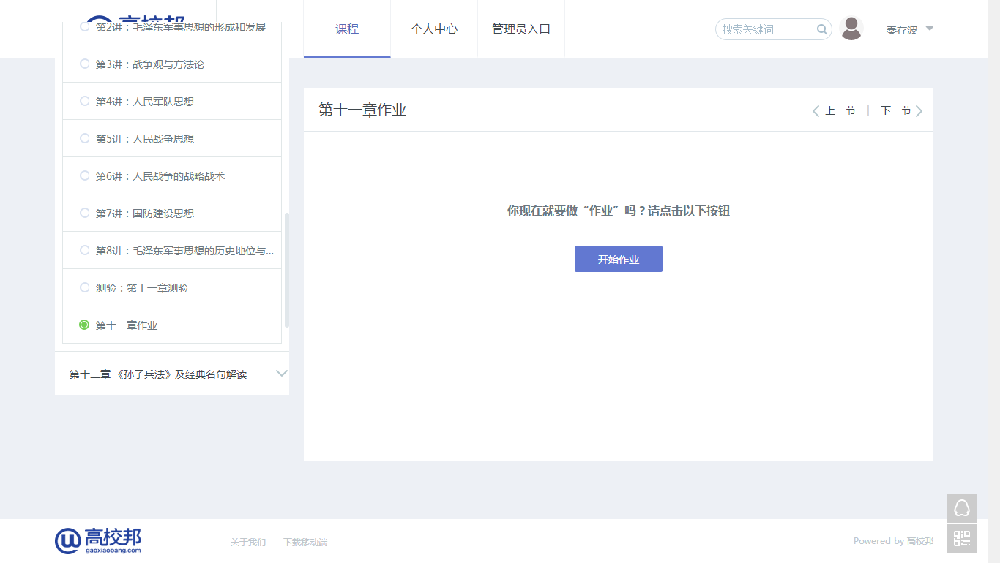 高校邦
课程
个人中心
管理员入口
搜索关键词
秦存波
第2讲：毛泽东军事思想的形成和发展
第3讲：战争观与方法论
第4讲：人民军队思想
第5讲：人民战争思想
第6讲：人民战争的战略战术
第7讲：国防建设思想
第8讲：毛泽东军事思想的历史地位与...
测验：第十一章测验
第十一章作业
第十二章 《孙子兵法》及经典名句解读
第十一章作业
上一节 | 下一节
你现在就要做“作业”吗？请点击以下按钮
开始作业
高校邦
gaoxiaobang.com
关于我们
下载移动端
Powered by 高校邦